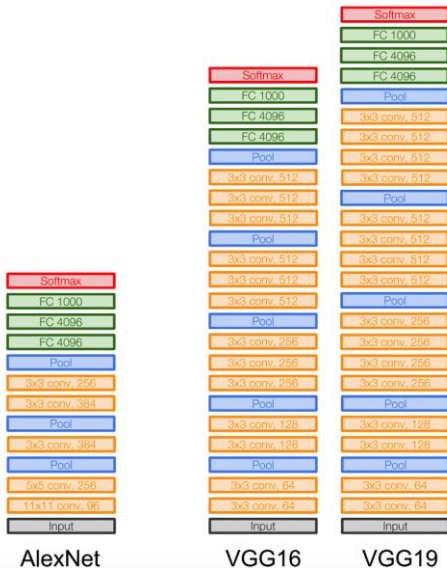 Softmax
FC 1000
FC 4096
FC 4096
Pool
3x3 conv, 256
3x3 conv, 384
Pool
3x3 conv, 384
Pool
5x5 conv, 256
11x11 conv, 96
Input
AlexNet
Softmax
FC 1000
FC 4096
FC 4096
Pool
3x3 conv, 512
3x3 conv, 512
3x3 conv, 512
Pool
3x3 conv, 512
3x3 conv, 512
3x3 conv, 512
Pool
3x3 conv, 256
3x3 conv, 256
3x3 conv, 256
Pool
3x3 conv, 128
3x3 conv, 128
Pool
3x3 conv, 64
3x3 conv, 64
Input
VGG16
Softmax
FC 1000
FC 4096
FC 4096
Pool
3x3 conv, 512
3x3 conv, 512
3x3 conv, 512
3x3 conv, 512
Pool
3x3 conv, 512
3x3 conv, 512
3x3 conv, 512
3x3 conv, 512
Pool
3x3 conv, 256
3x3 conv, 256
3x3 conv, 256
3x3 conv, 256
Pool
3x3 conv, 128
3x3 conv, 128
Pool
3x3 conv, 64
3x3 conv, 64
Input
VGG19